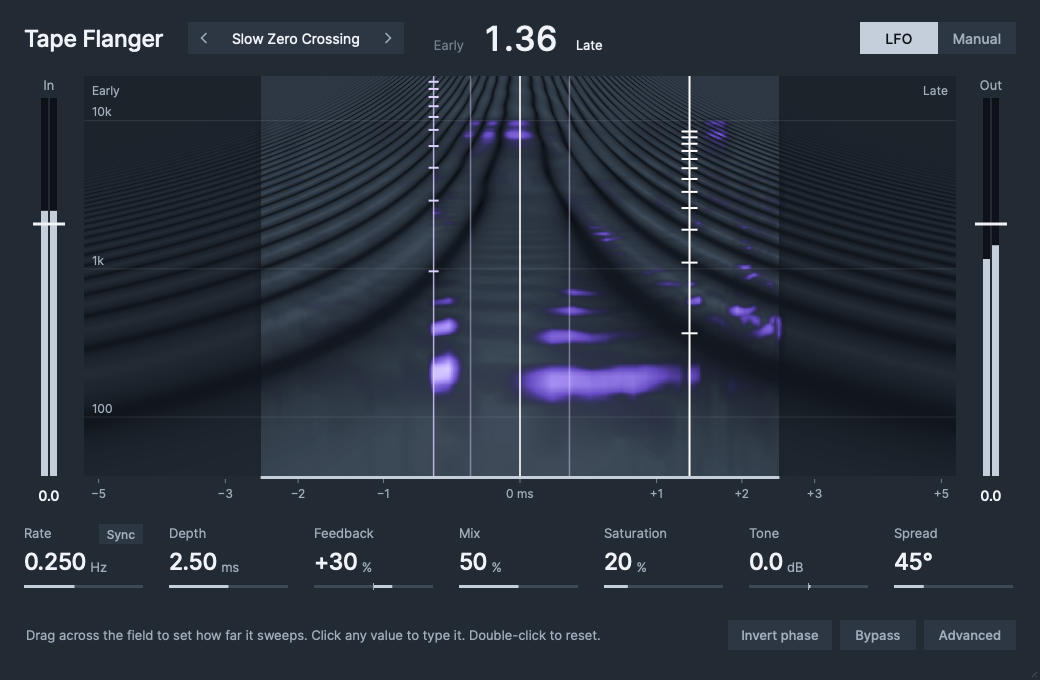 Tape Flanger
Slow Zero Crossing
Early
1.36
Late
LFO
Manual
In
Early
Late
Out
10k
1k
100
−5
−3
−2
−1
0 ms
+1
+2
+3
+5
0.0
0.0
Rate
Sync
Depth
Feedback
Mix
Saturation
Tone
Spread
0.250 Hz
2.50 ms
+30 %
50 %
20 %
0.0 dB
45°
Drag across the field to set how far it sweeps. Click any value to type it. Double-click to reset.
Invert phase
Bypass
Advanced